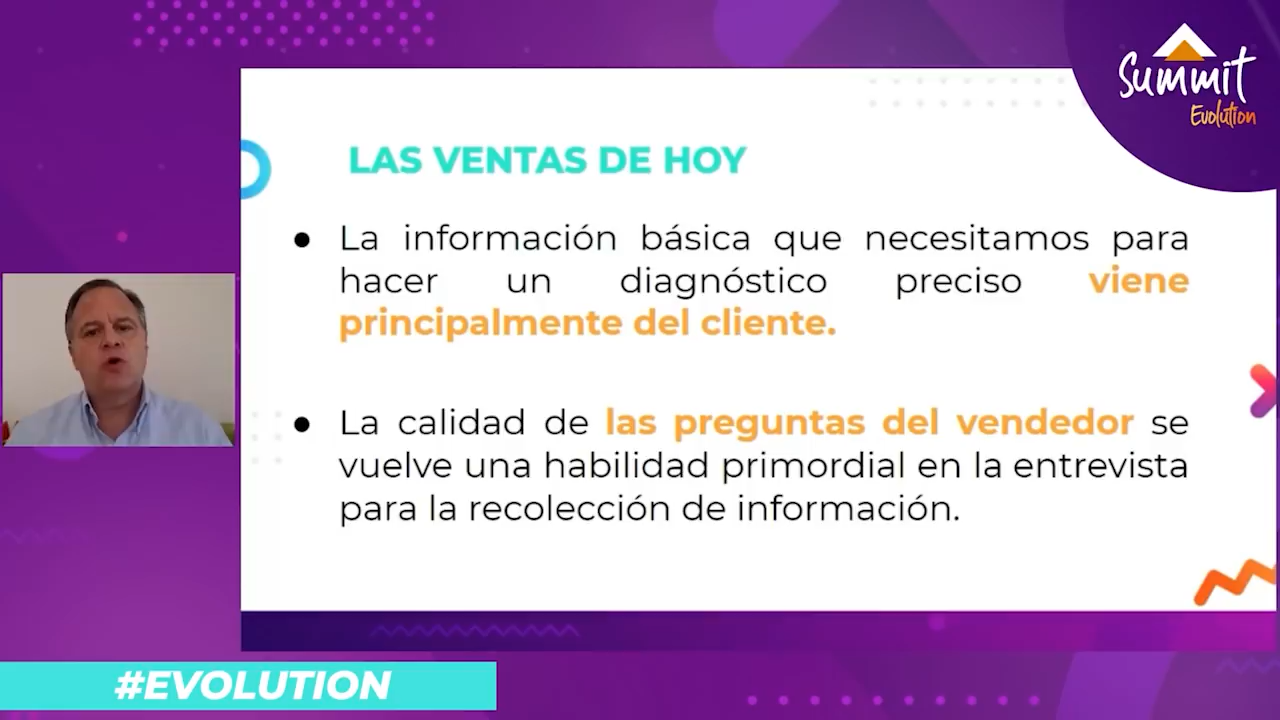 Summit
Evolution
LAS VENTAS DE HOY
● La información básica que necesitamos para
hacer un diagnóstico preciso viene
principalmente del cliente.
● La calidad de las preguntas del vendedor se
vuelve una habilidad primordial en la entrevista
para la recolección de información.
#EVOLUTION